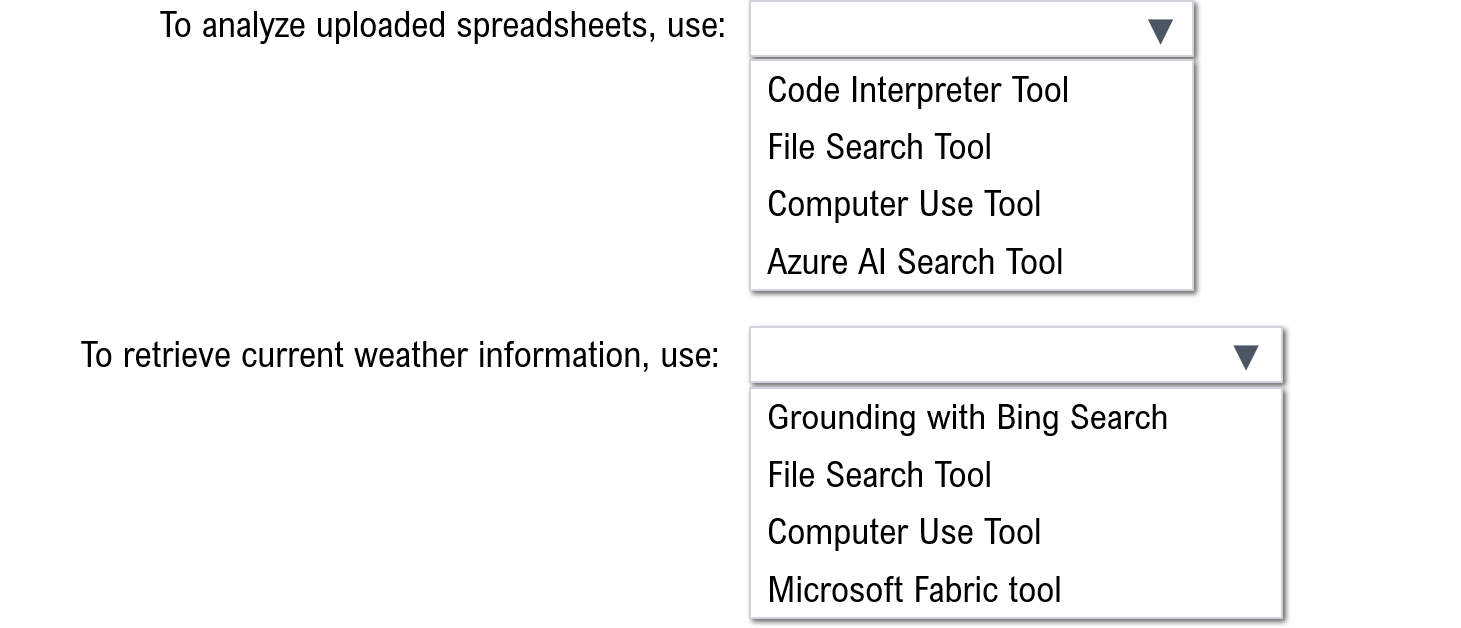 To analyze uploaded spreadsheets, use:
Code Interpreter Tool
File Search Tool
Computer Use Tool
Azure AI Search Tool
To retrieve current weather information, use:
Grounding with Bing Search
File Search Tool
Computer Use Tool
Microsoft Fabric tool